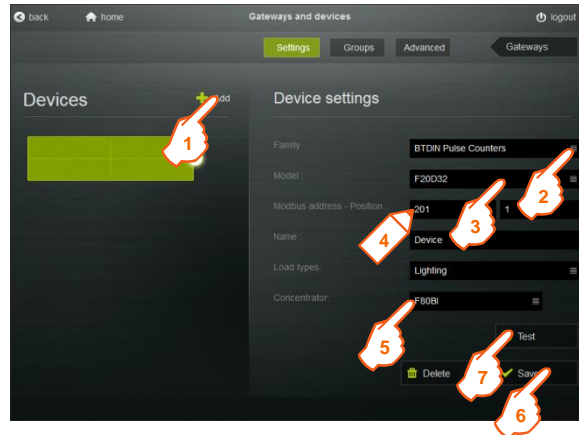 back home Gateways and devices logout
Settings Groups Advanced Gateways
Devices Add Device settings
1
Family BTDIN Pulse Counters
2
Model: F20D32
3
Modbus address - Position : 201 1
4
Name : Device
Load types: Lighting
Concentrator: F80BI
5
Test
7
Delete Save
6